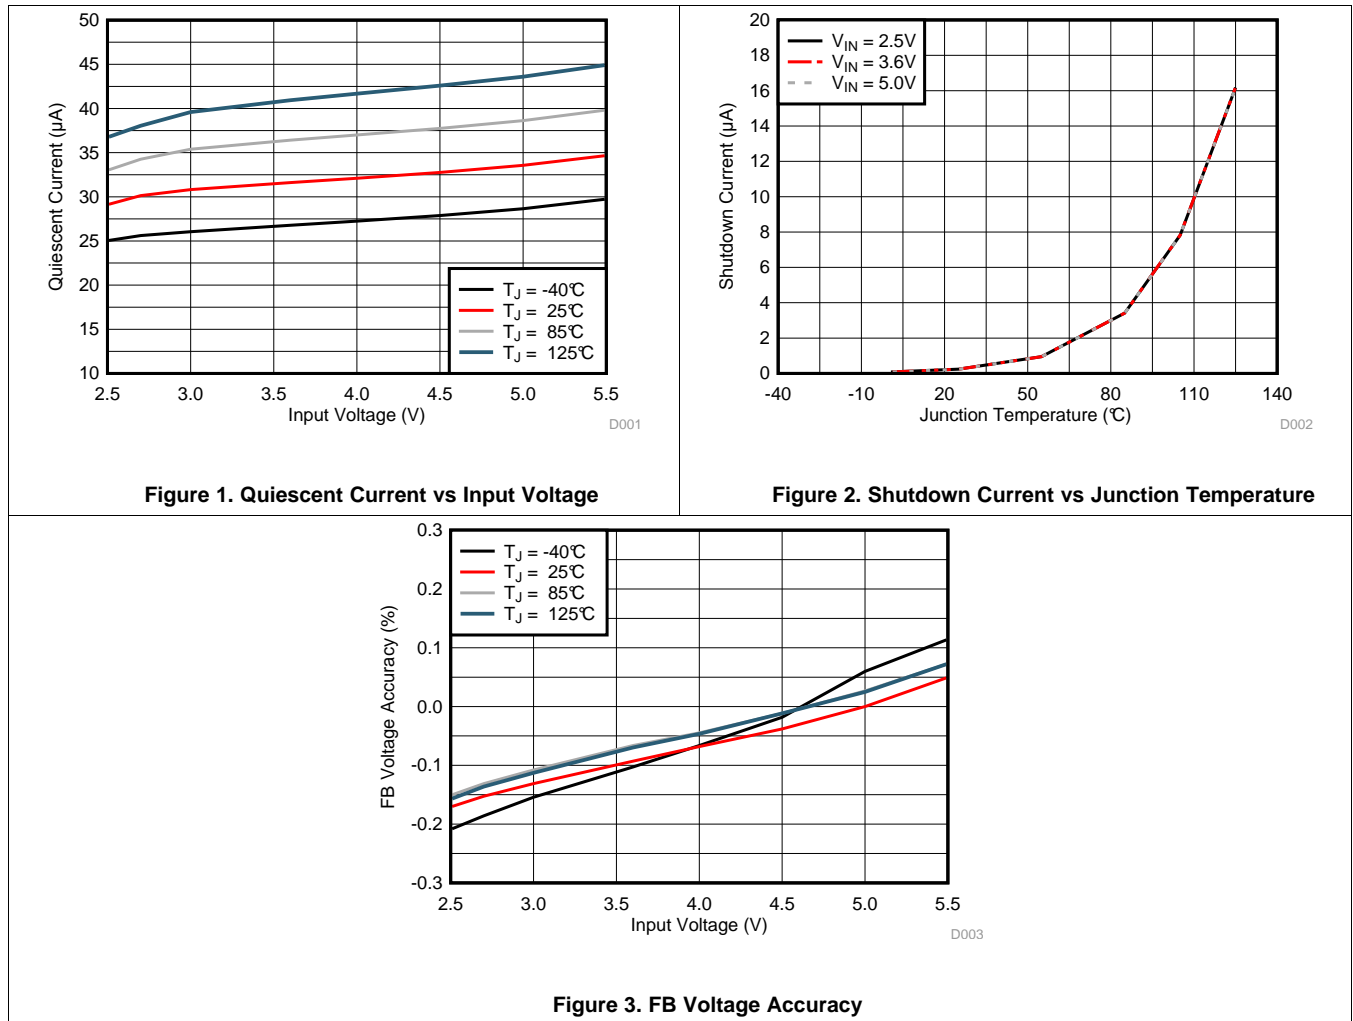 50
45
40
35
30
25
20
15
10
Quiescent Current (µA)
T_J = -40°C
T_J = 25°C
T_J = 85°C
T_J = 125°C
2.5 3.0 3.5 4.0 4.5 5.0 5.5
Input Voltage (V)
D001
Figure 1. Quiescent Current vs Input Voltage
20
18
16
14
12
10
8
6
4
2
0
Shutdown Current (µA)
V_IN = 2.5V
V_IN = 3.6V
V_IN = 5.0V
-40 -10 20 50 80 110 140
Junction Temperature (°C)
D002
Figure 2. Shutdown Current vs Junction Temperature
0.3
0.2
0.1
0.0
-0.1
-0.2
-0.3
FB Voltage Accuracy (%)
T_J = -40°C
T_J = 25°C
T_J = 85°C
T_J = 125°C
2.5 3.0 3.5 4.0 4.5 5.0 5.5
Input Voltage (V)
D003
Figure 3. FB Voltage Accuracy